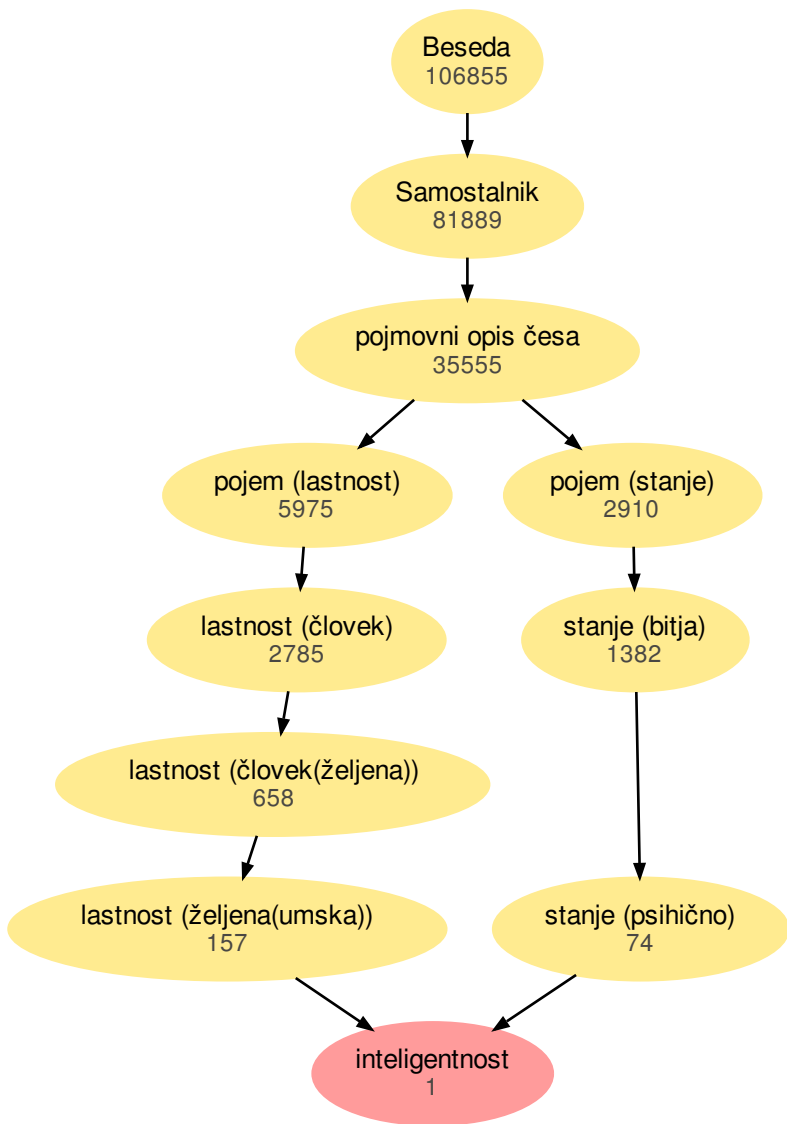 Beseda
106855
Samostalnik
81889
pojmovni opis česa
35555
pojem (lastnost)
5975
pojem (stanje)
2910
lastnost (človek)
2785
stanje (bitja)
1382
lastnost (človek(željena))
658
lastnost (željena(umska))
157
stanje (psihično)
74
inteligentnost
1